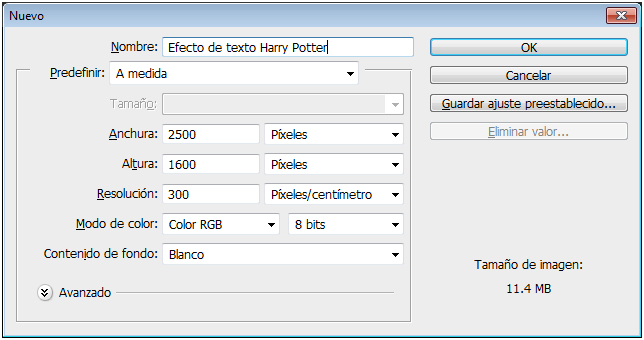 Nuevo
Nombre: Efecto de texto Harry Potter
OK
Predefinir: A medida
Cancelar
Tamaño:
Guardar ajuste preestablecido...
Anchura: 2500 Píxeles
Eliminar valor...
Altura: 1600 Píxeles
Resolución: 300 Píxeles/centímetro
Modo de color: Color RGB 8 bits
Contenido de fondo: Blanco
Tamaño de imagen:
11.4 MB
Avanzado